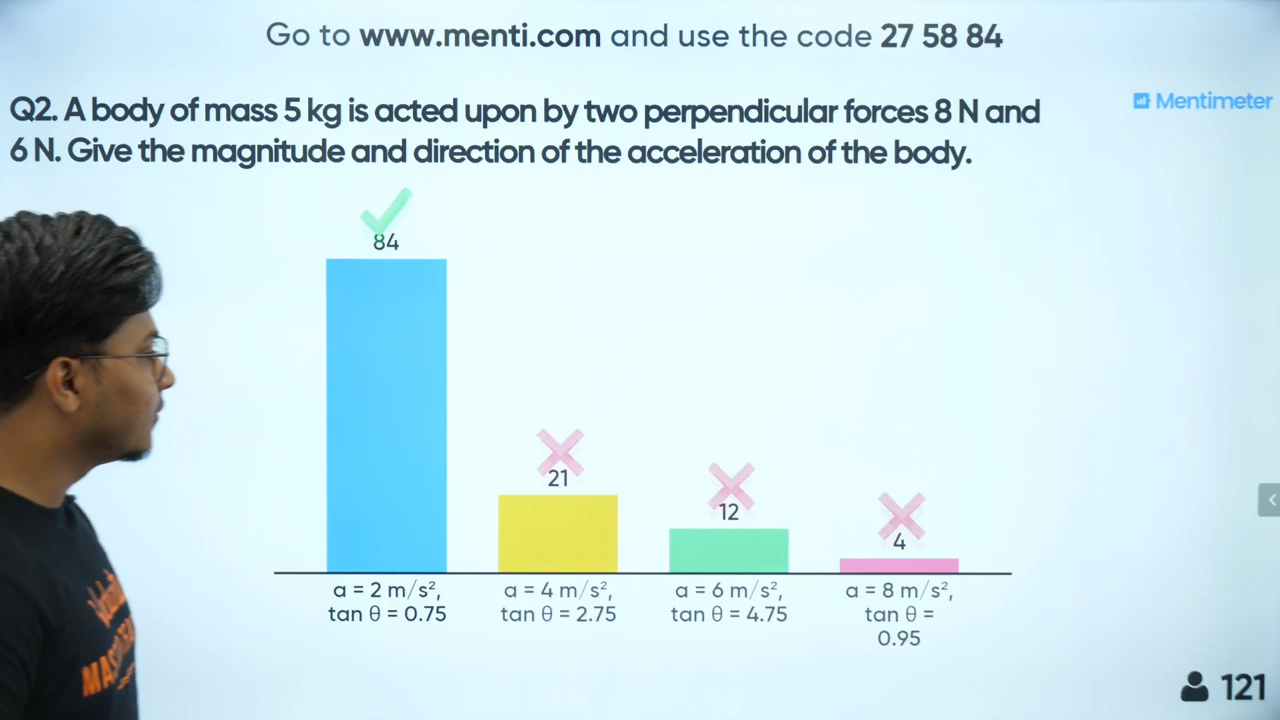 Go to www.menti.com and use the code 27 58 84
Mentimeter
Q2. A body of mass 5 kg is acted upon by two perpendicular forces 8 N and
6 N. Give the magnitude and direction of the acceleration of the body.
84
21
12
4
a = 2 m/s²,
tan θ = 0.75
a = 4 m/s²,
tan θ = 2.75
a = 6 m/s²,
tan θ = 4.75
a = 8 m/s²,
tan θ =
0.95
121